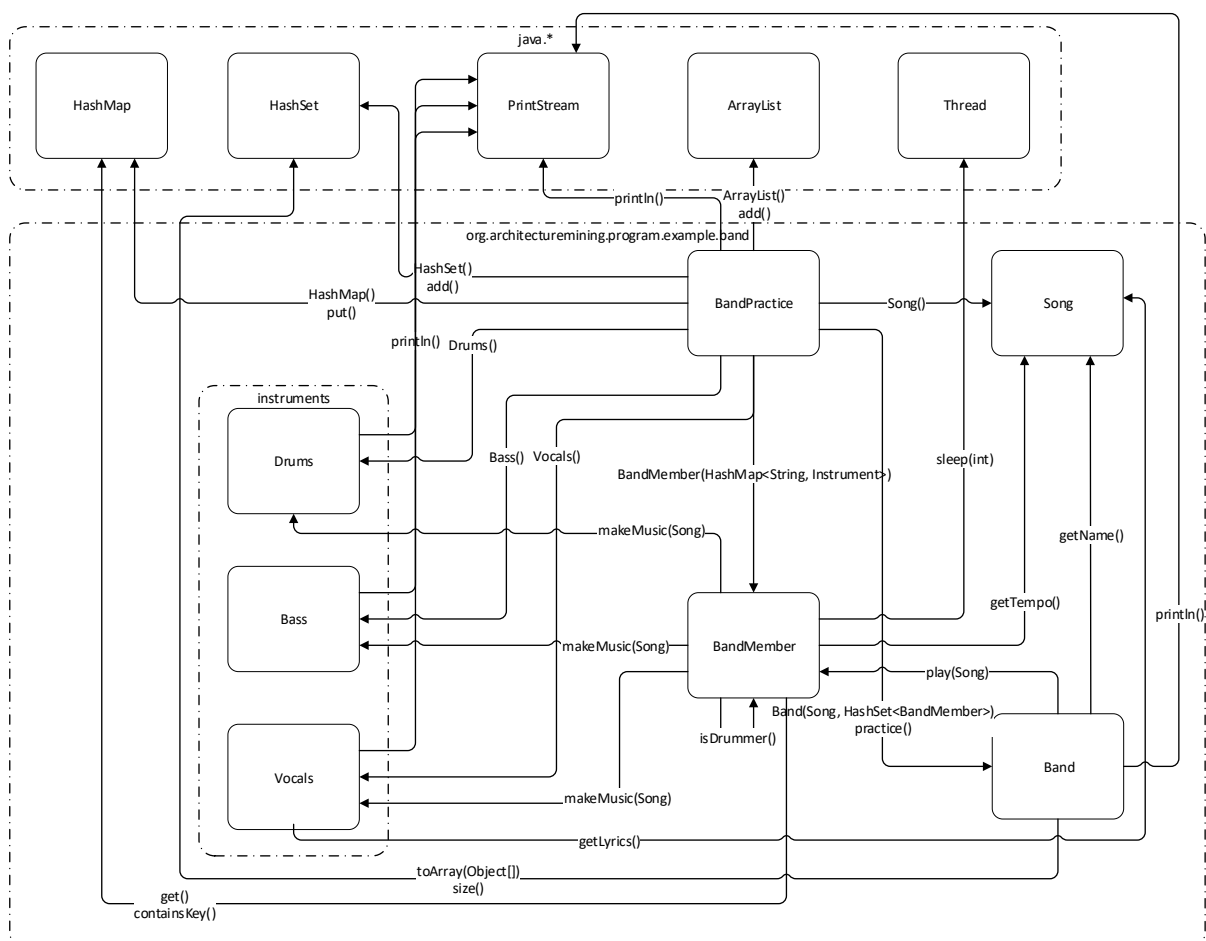 java.*
HashMap
HashSet
PrintStream
ArrayList
Thread
println()
ArrayList()
add()
org.architecturemining.program.example.band
HashSet()
add()
HashMap()
put()
BandPractice
Song()
Song
println()
Drums()
instruments
Drums
Bass()
Vocals()
sleep(int)
BandMember(HashMap<String, Instrument>)
makeMusic(Song)
getName()
getTempo()
println()
Bass
makeMusic(Song)
BandMember
play(Song)
Band(Song, HashSet<BandMember>)
practice()
isDrummer()
Vocals
Band
makeMusic(Song)
getLyrics()
toArray(Object[])
size()
get()
containsKey()